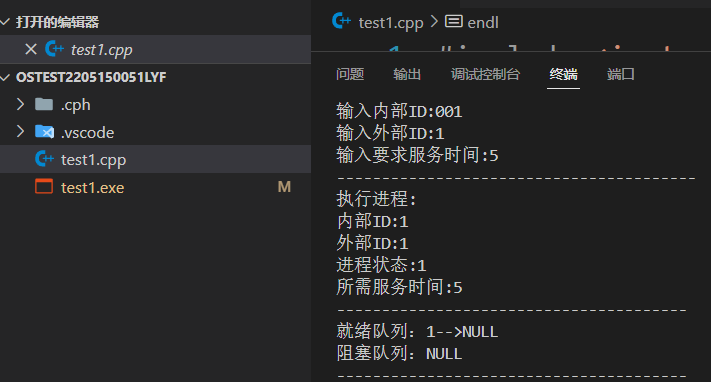 打开的编辑器
test1.cpp
OSTEST2205150051LYF
.cph
.vscode
test1.cpp
test1.exe M
test1.cpp > endl
问题 输出 调试控制台 终端 端口
输入内部ID:001
输入外部ID:1
输入要求服务时间:5
-----------------------------------------
执行进程:
内部ID:1
外部ID:1
进程状态:1
所需服务时间:5
----------------------------------------
就绪队列: 1-->NULL
阻塞队列: NULL
----------------------------------------